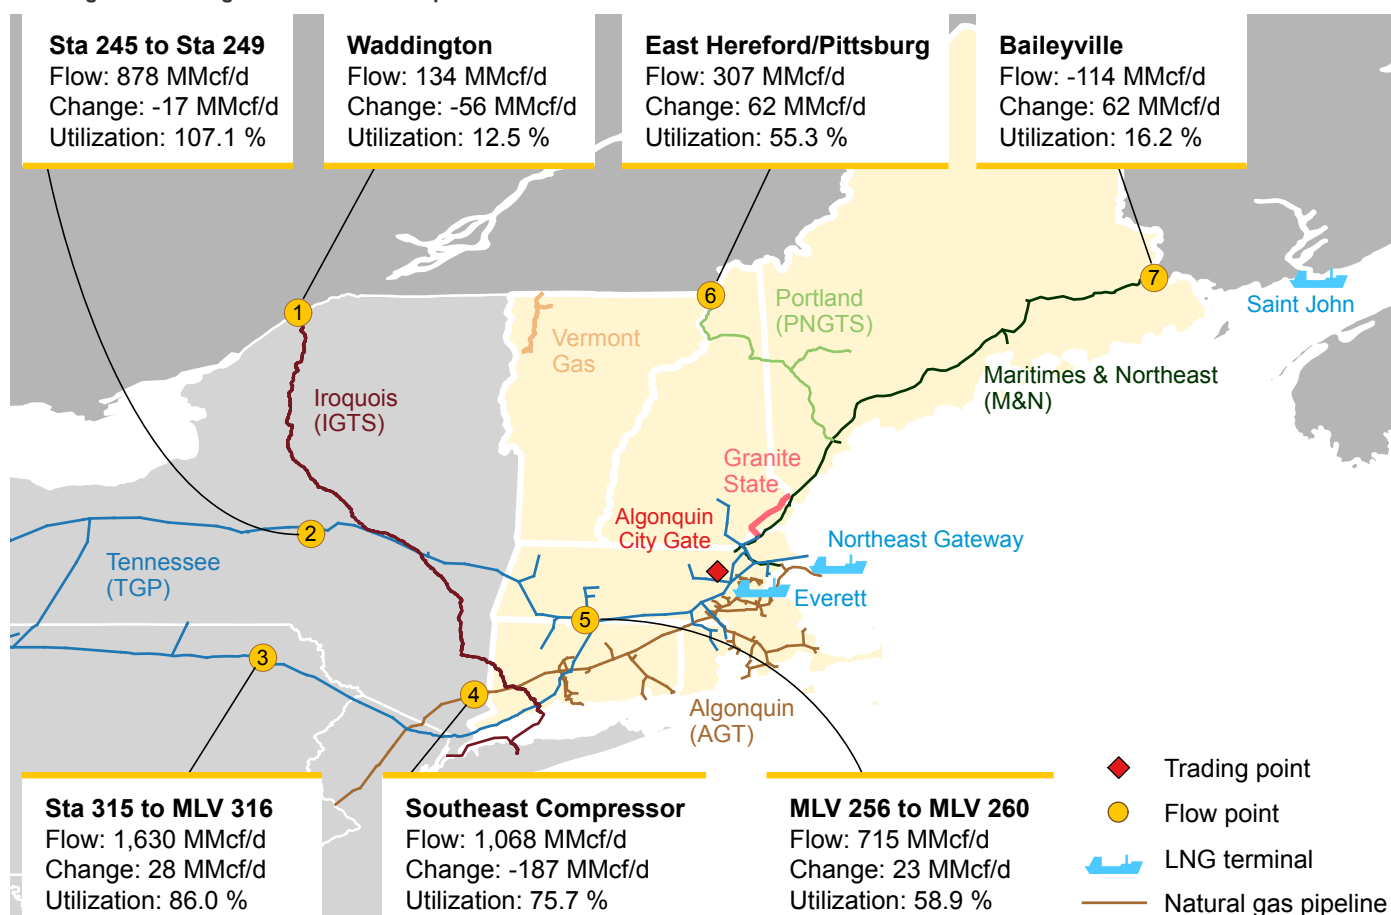 Sta 245 to Sta 249
Flow: 878 MMcf/d
Change: -17 MMcf/d
Utilization: 107.1 %
Waddington
Flow: 134 MMcf/d
Change: -56 MMcf/d
Utilization: 12.5 %
East Hereford/Pittsburg
Flow: 307 MMcf/d
Change: 62 MMcf/d
Utilization: 55.3 %
Baileyville
Flow: -114 MMcf/d
Change: 62 MMcf/d
Utilization: 16.2 %
1
6
7
Portland
(PNGTS)
Saint John
Vermont
Gas
Maritimes & Northeast
(M&N)
Iroquois
(IGTS)
Granite
State
Algonquin
City Gate
2
Northeast Gateway
Tennessee
(TGP)
Everett
5
3
4
Algonquin
(AGT)
Sta 315 to MLV 316
Flow: 1,630 MMcf/d
Change: 28 MMcf/d
Utilization: 86.0 %
Southeast Compressor
Flow: 1,068 MMcf/d
Change: -187 MMcf/d
Utilization: 75.7 %
MLV 256 to MLV 260
Flow: 715 MMcf/d
Change: 23 MMcf/d
Utilization: 58.9 %
Trading point
Flow point
LNG terminal
Natural gas pipeline